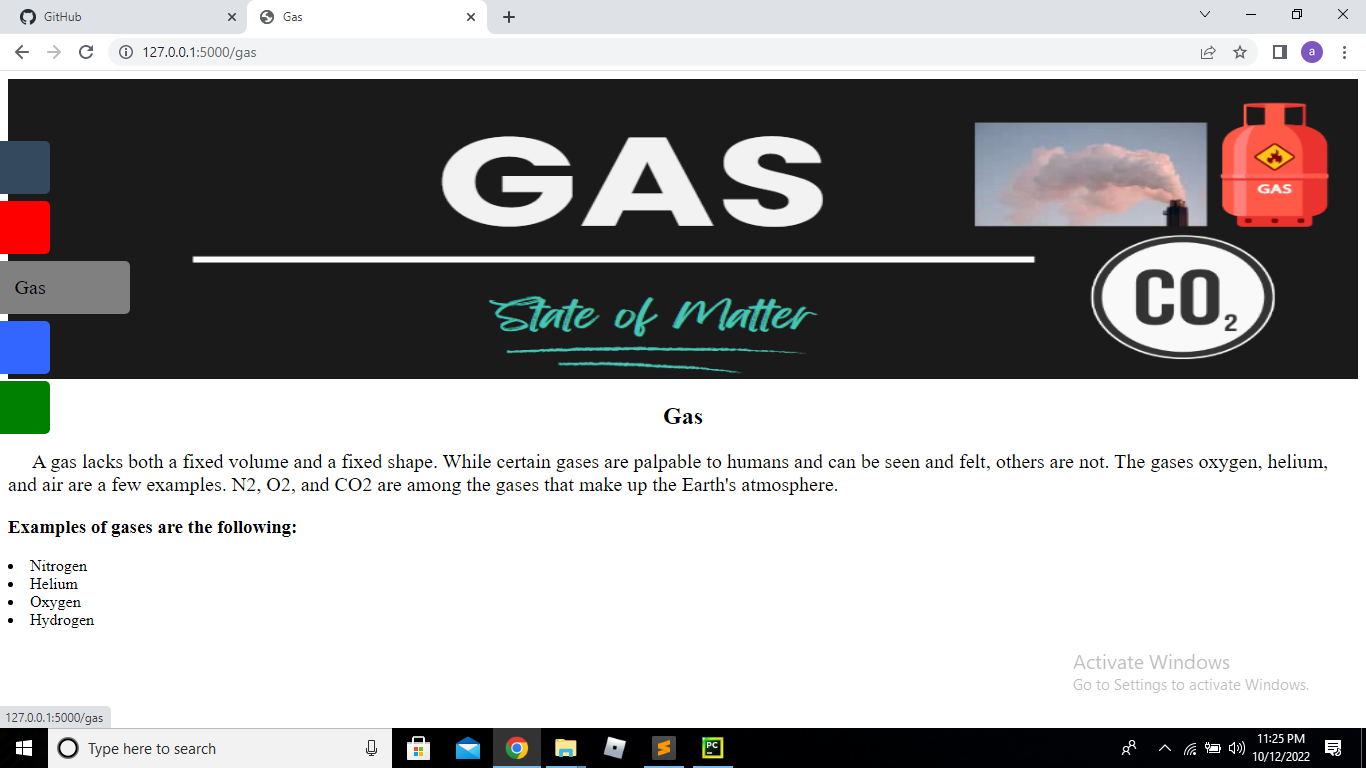 GitHub
Gas
127.0.0.1:5000/gas
a
GAS
State of Matter
GAS
CO2
Gas
Gas
A gas lacks both a fixed volume and a fixed shape. While certain gases are palpable to humans and can be seen and felt, others are not. The gases oxygen, helium,
and air are a few examples. N2, O2, and CO2 are among the gases that make up the Earth's atmosphere.
Examples of gases are the following:
• Nitrogen
• Helium
• Oxygen
• Hydrogen
Activate Windows
Go to Settings to activate Windows.
127.0.0.1:5000/gas
Type here to search
PC
11:25 PM
10/12/2022